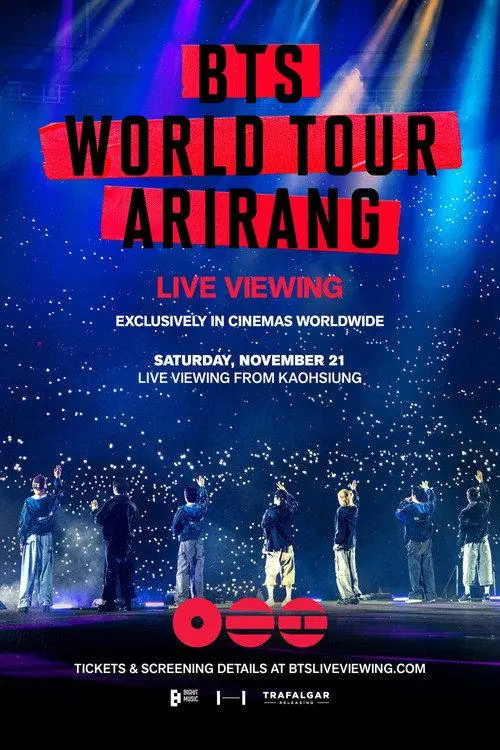 BTS
WORLD TOUR
ARIRANG
LIVE VIEWING
EXCLUSIVELY IN CINEMAS WORLDWIDE
SATURDAY, NOVEMBER 21
LIVE VIEWING FROM KAOHSIUNG
TICKETS & SCREENING DETAILS AT BTSLIVEVIEWING.COM
BIGHIT
MUSIC
TRAFALGAR
RELEASING